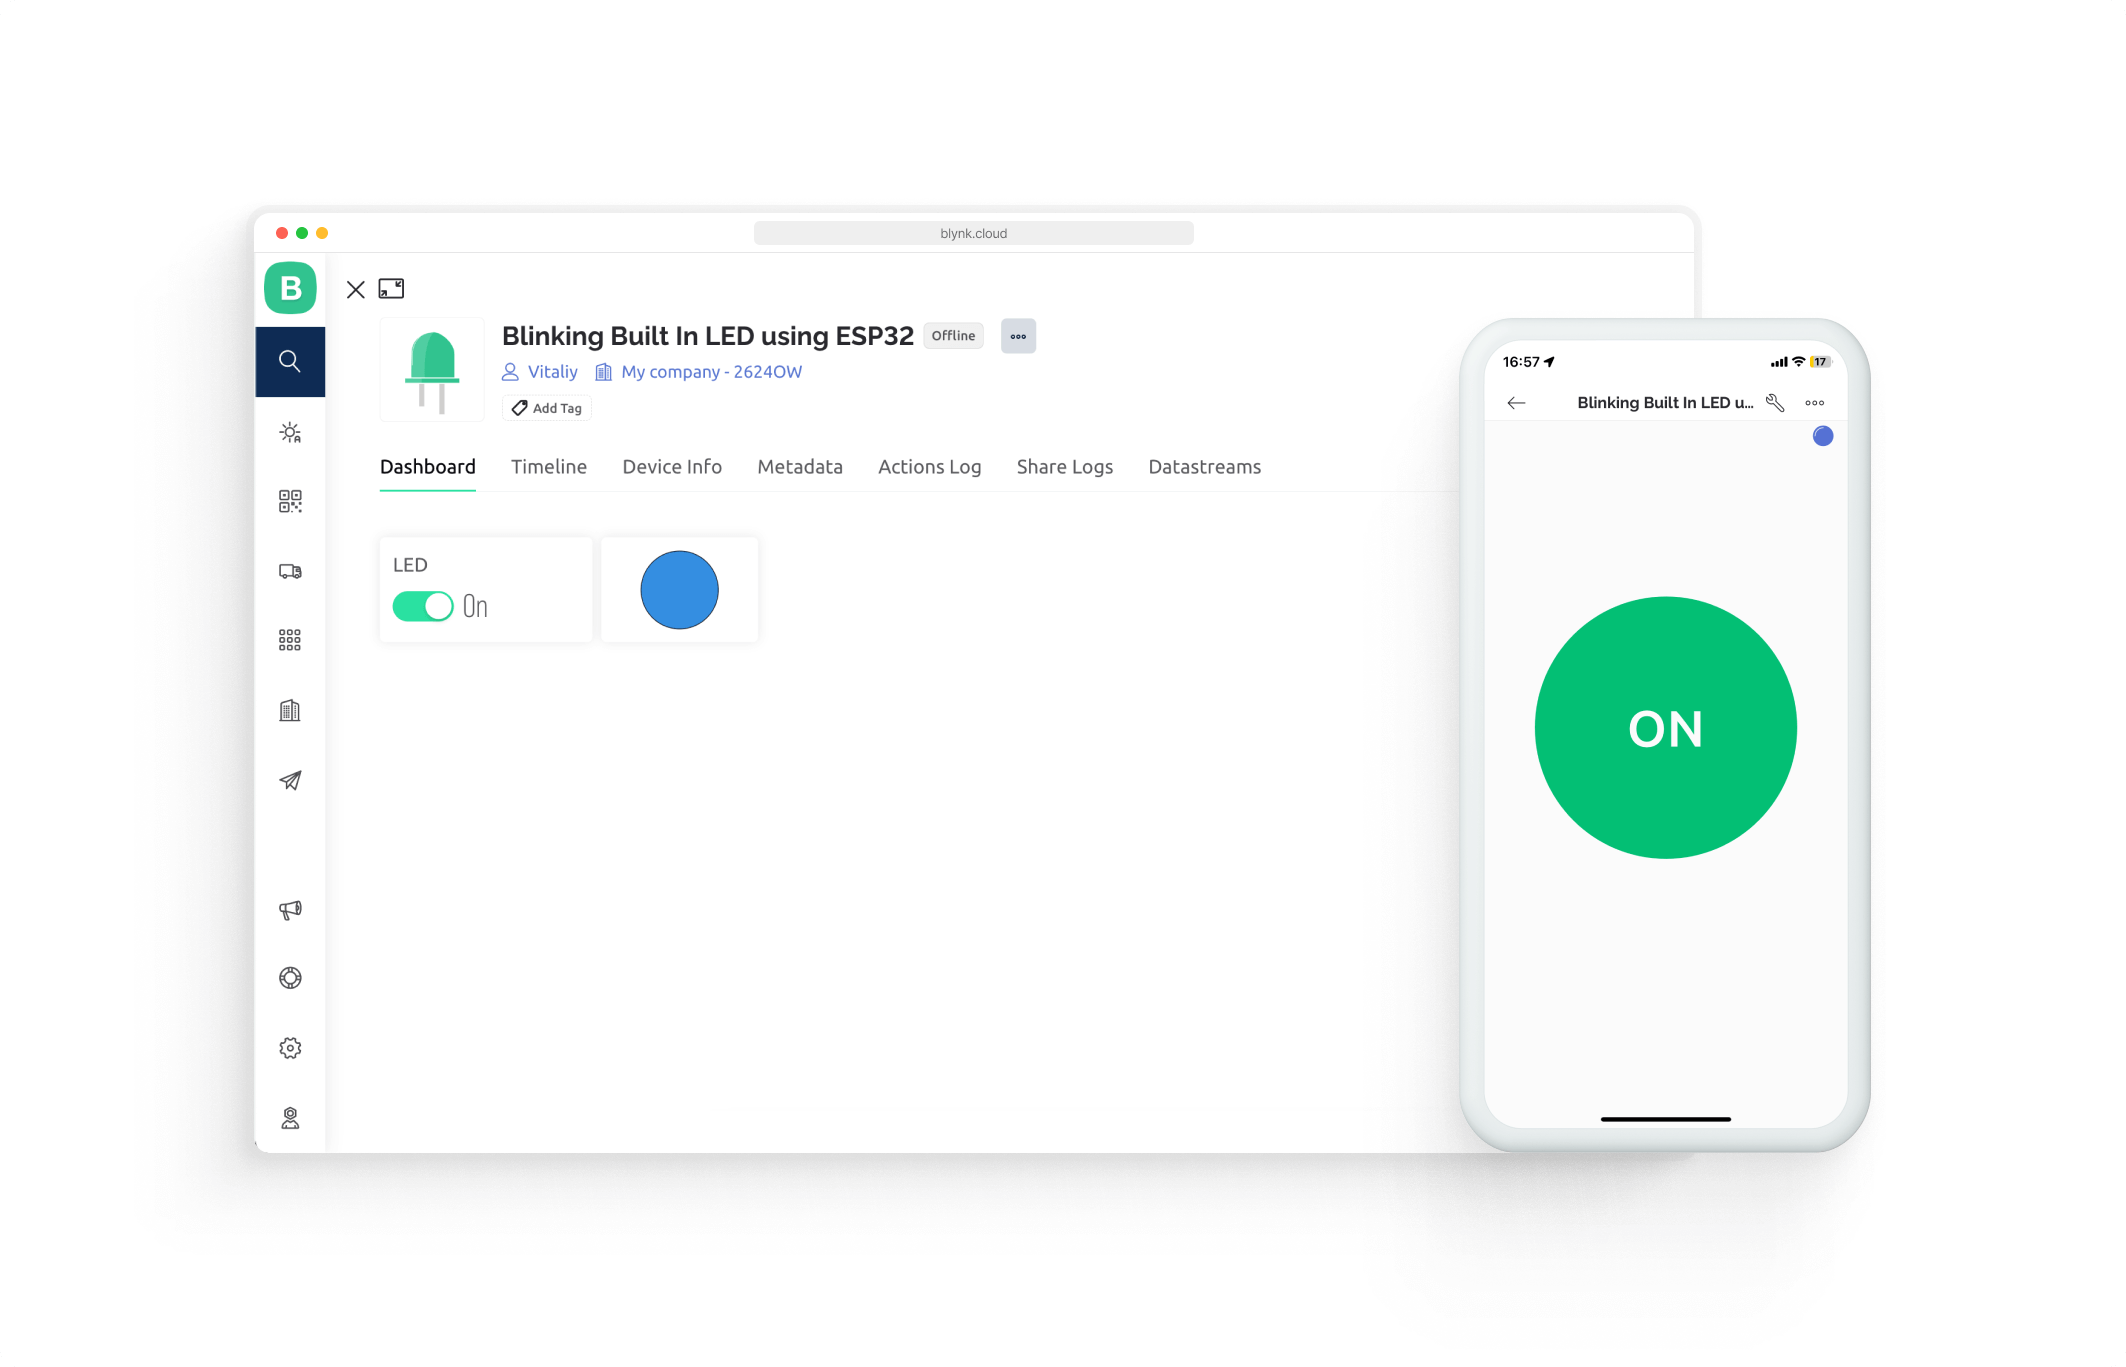 blynk.cloud
B
Blinking Built In LED using ESP32 Offline
Vitaliy My company - 2624OW
Add Tag
Dashboard Timeline Device Info Metadata Actions Log Share Logs Datastreams
LED
On
16:57 17
Blinking Built In LED u...
ON